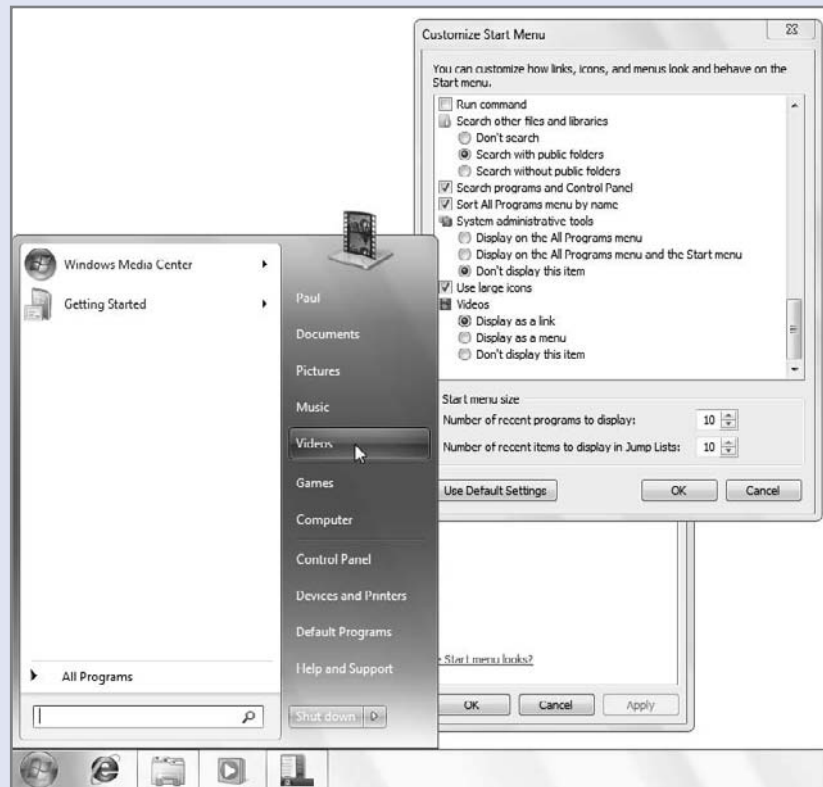 Customize Start Menu
You can customize how links, icons, and menus look and behave on the
Start menu.
Run command
Search other files and libraries
Don't search
Search with public folders
Search without public folders
Search programs and Control Panel
Sort All Programs menu by name
System administrative tools
Display on the All Programs menu
Display on the All Programs menu and the Start menu
Don't display this item
Use large icons
Videos
Display as a link
Display as a menu
Don't display this item
Start menu size
Number of recent programs to display: 10
Number of recent items to display in Jump Lists: 10
Use Default Settings OK Cancel
Windows Media Center
Getting Started
All Programs
Paul
Documents
Pictures
Music
Videos
Games
Computer
Control Panel
Devices and Printers
Default Programs
Help and Support
Shut down
Start menu looks?
OK Cancel Apply